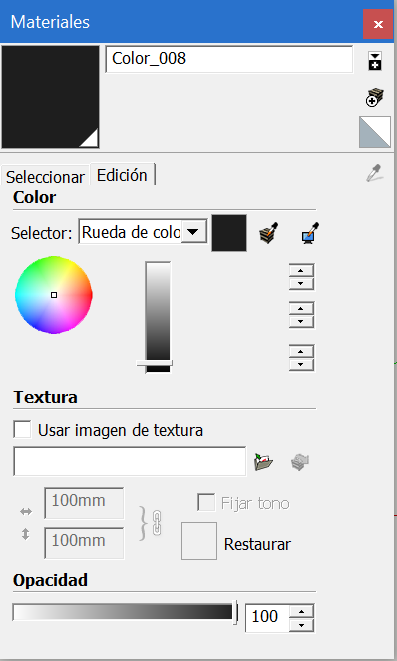 Materiales
Color_008
Seleccionar Edición
Color
Selector: Rueda de colo
Textura
Usar imagen de textura
100mm
Fijar tono
100mm
Restaurar
Opacidad
100